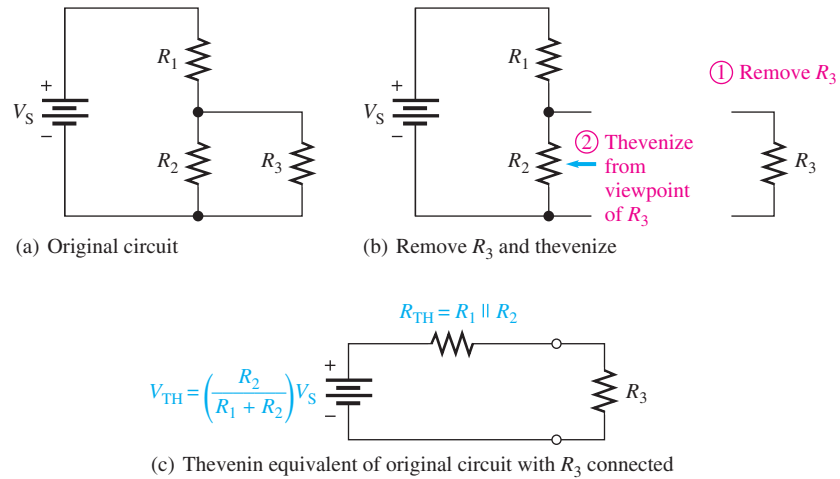 R1
+
VS
−
R2
R3
(a) Original circuit
R1
① Remove R3
+
VS
−
R2
② Thevenize
from
viewpoint
of R3
R3
(b) Remove R3 and thevenize
RTH = R1 || R2
+
VTH = (R2 / R1 + R2) VS
−
R3
(c) Thevenin equivalent of original circuit with R3 connected